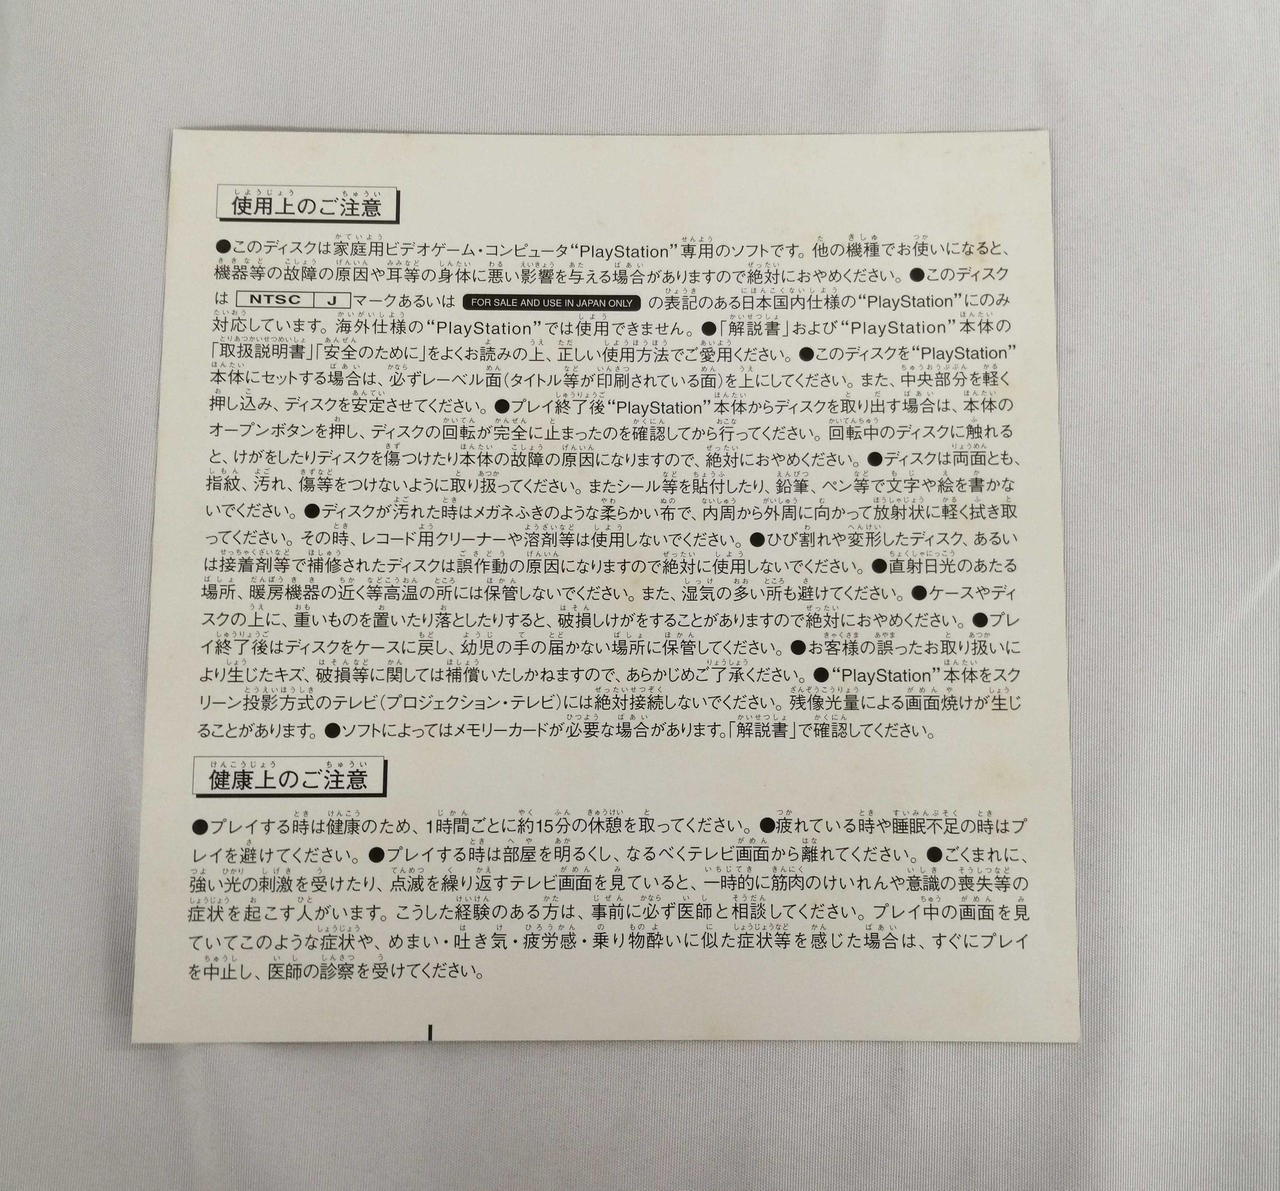 使用上のご注意
●このディスクは家庭用ビデオゲーム・コンピュータ“PlayStation”専用のソフトです。他の機種でお使いになると、
機器等の故障の原因や耳等の身体に悪い影響を与える場合がありますので絶対におやめください。●このディスク
は NTSC J マークあるいは FOR SALE AND USE IN JAPAN ONLY の表記のある日本国内仕様の“PlayStation”にのみ
対応しています。海外仕様の“PlayStation”では使用できません。●「解説書」および“PlayStation”本体の
「取扱説明書」「安全のために」をよくお読みの上、正しい使用方法でご愛用ください。●このディスクを“PlayStation”
本体にセットする場合は、必ずレーベル面(タイトル等が印刷されている面)を上にしてください。また、中央部分を軽く
押し込み、ディスクを安定させてください。●プレイ終了後“PlayStation”本体からディスクを取り出す場合は、本体の
オープンボタンを押し、ディスクの回転が完全に止まったのを確認してから行ってください。回転中のディスクに触れる
と、けがをしたりディスクを傷つけたり本体の故障の原因になりますので、絶対におやめください。●ディスクは両面とも、
指紋、汚れ、傷等をつけないように取り扱ってください。またシール等を貼付したり、鉛筆、ペン等で文字や絵を書かな
いでください。●ディスクが汚れた時はメガネふきのような柔らかい布で、内周から外周に向かって放射状に軽く拭き取
ってください。その時、レコード用クリーナーや溶剤等は使用しないでください。●ひび割れや変形したディスク、あるい
は接着剤等で補修されたディスクは誤作動の原因になりますので絶対に使用しないでください。●直射日光のあたる
場所、暖房機器の近く等高温の所には保管しないでください。また、湿気の多い所も避けてください。●ケースやディ
スクの上に、重いものを置いたり落としたりすると、破損しけがをすることがありますので絶対におやめください。●プレ
イ終了後はディスクをケースに戻し、幼児の手の届かない場所に保管してください。●お客様の誤ったお取り扱いに
より生じたキズ、破損等に関しては補償いたしかねますので、あらかじめご了承ください。●“PlayStation”本体をスク
リーン投影方式のテレビ(プロジェクション・テレビ)には絶対接続しないでください。残像光量による画面焼けが生じ
ることがあります。●ソフトによってはメモリーカードが必要な場合があります。「解説書」で確認してください。
健康上のご注意
●プレイする時は健康のため、1時間ごとに約15分の休憩を取ってください。●疲れている時や睡眠不足の時はプ
レイを避けてください。●プレイする時は部屋を明るくし、なるべくテレビ画面から離れてください。●ごくまれに、
強い光の刺激を受けたり、点滅を繰り返すテレビ画面を見ていると、一時的に筋肉のけいれんや意識の喪失等の
症状を起こす人がいます。こうした経験のある方は、事前に必ず医師と相談してください。プレイ中の画面を見
ていてこのような症状や、めまい・吐き気・疲労感・乗り物酔いに似た症状等を感じた場合は、すぐにプレイ
を中止し、医師の診察を受けてください。